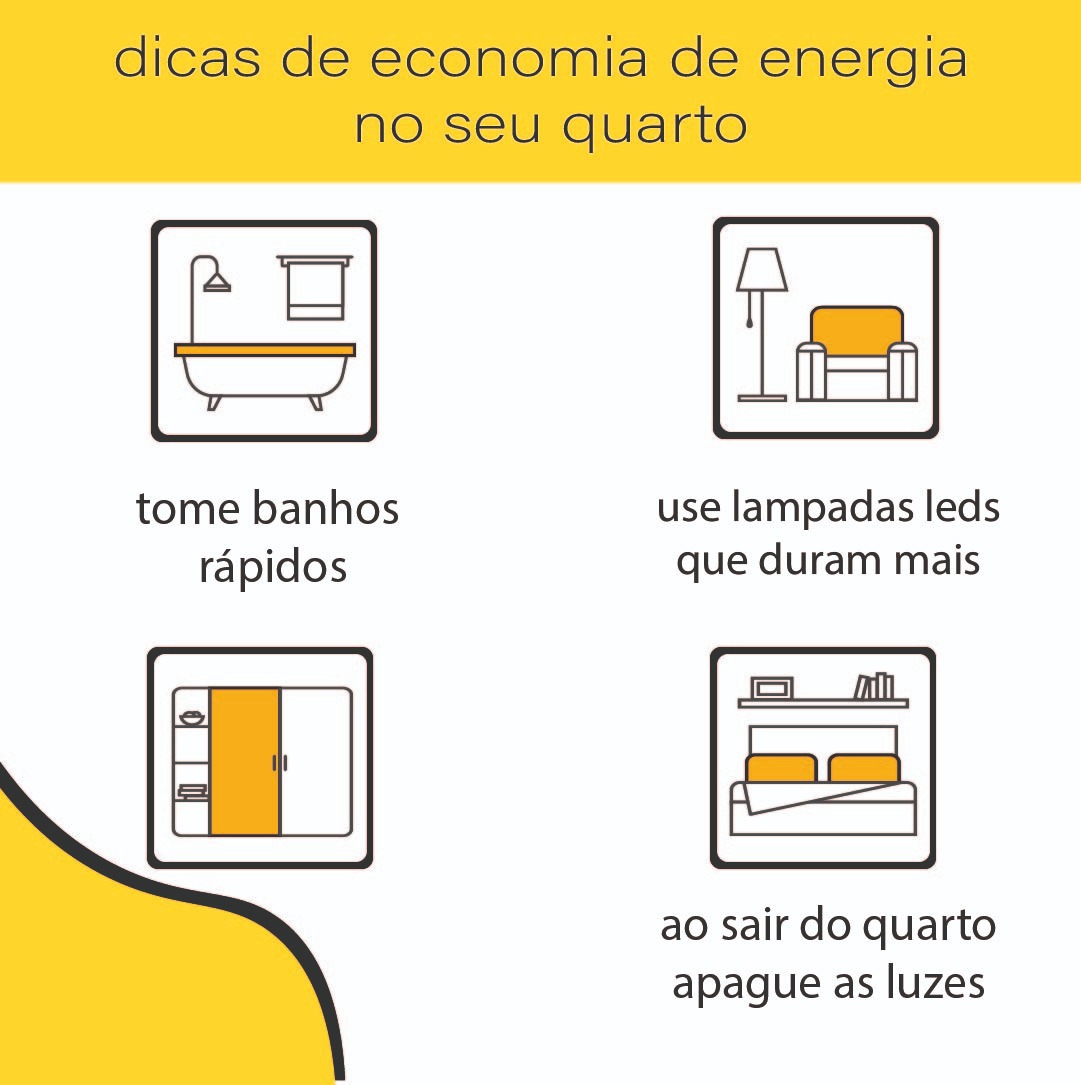 dicas de economia de energia
no seu quarto
tome banhos
rápidos
use lampadas leds
que duram mais
ao sair do quarto
apague as luzes